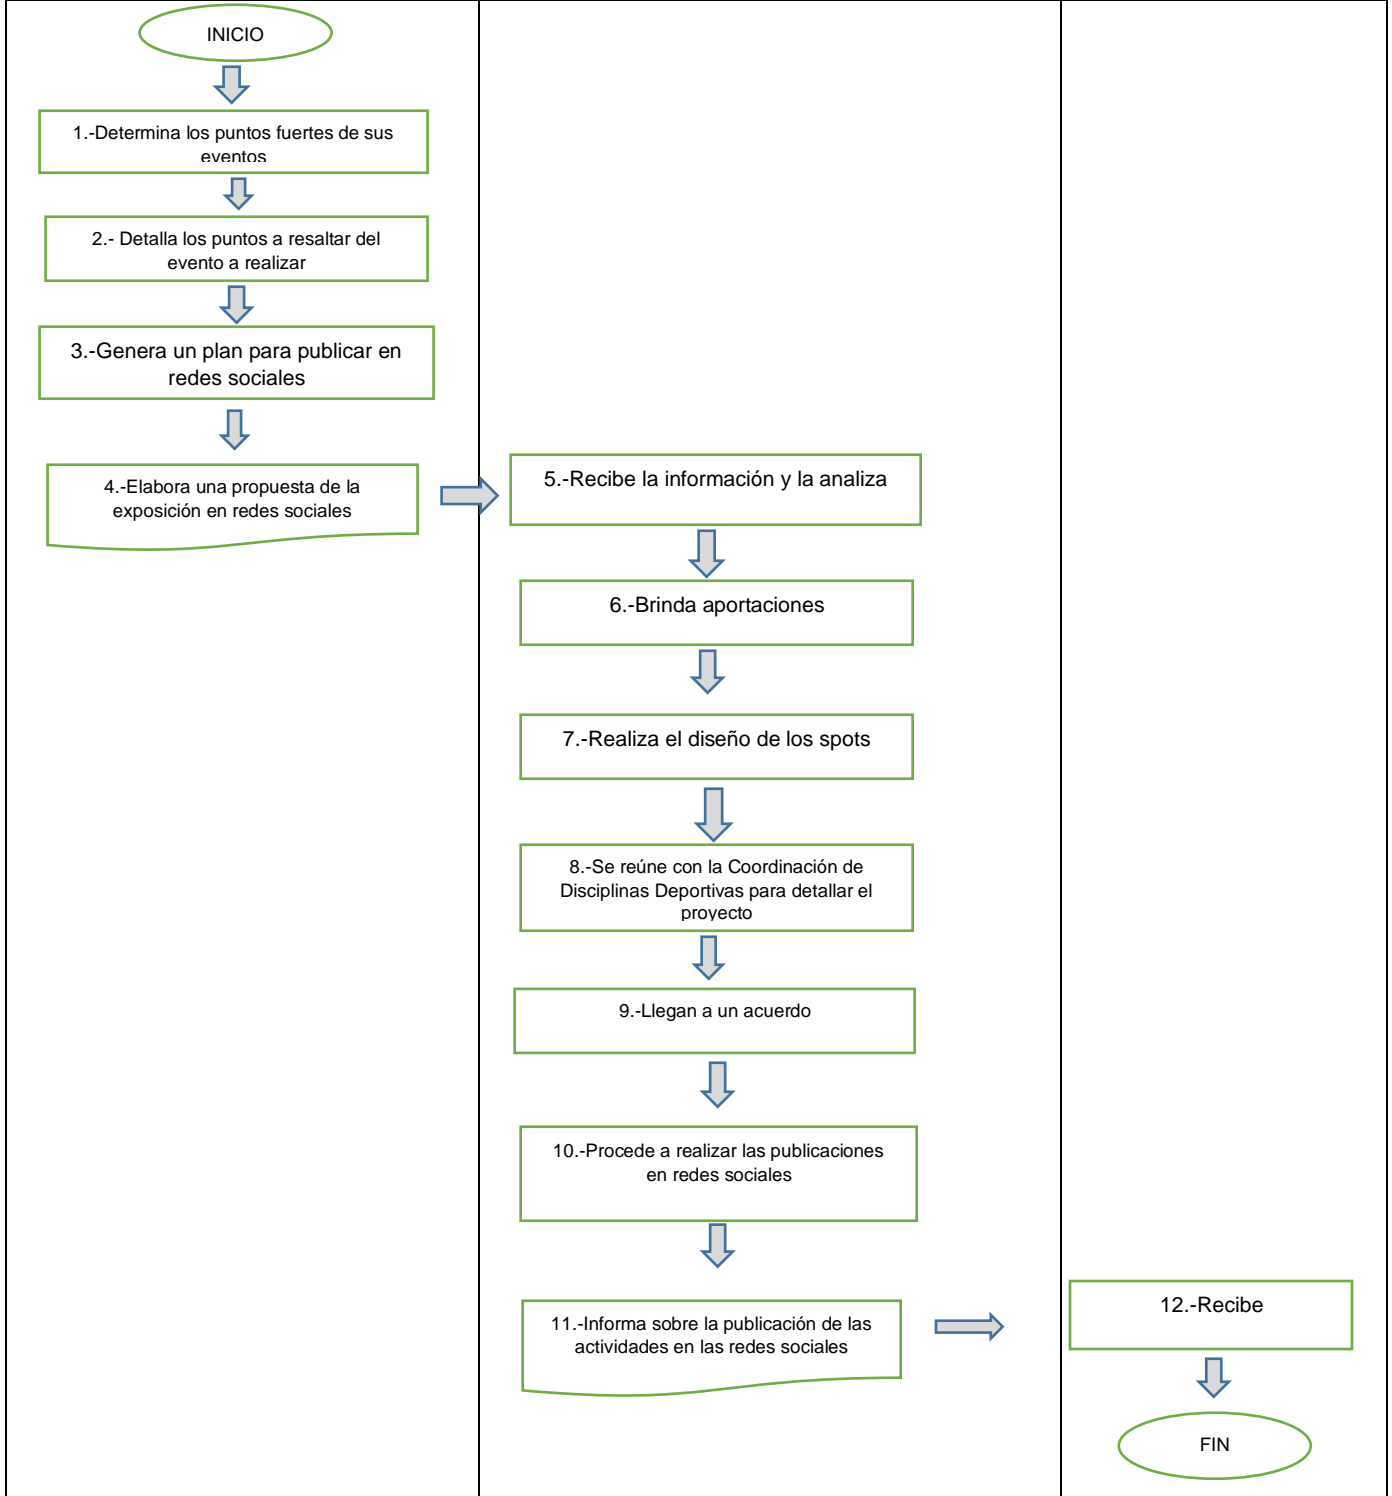 INICIO
1.-Determina los puntos fuertes de sus
eventos
2.- Detalla los puntos a resaltar del
evento a realizar
3.-Genera un plan para publicar en
redes sociales
4.-Elabora una propuesta de la
exposición en redes sociales
5.-Recibe la información y la analiza
6.-Brinda aportaciones
7.-Realiza el diseño de los spots
8.-Se reúne con la Coordinación de
Disciplinas Deportivas para detallar el
proyecto
9.-Llegan a un acuerdo
10.-Procede a realizar las publicaciones
en redes sociales
11.-Informa sobre la publicación de las
actividades en las redes sociales
12.-Recibe
FIN